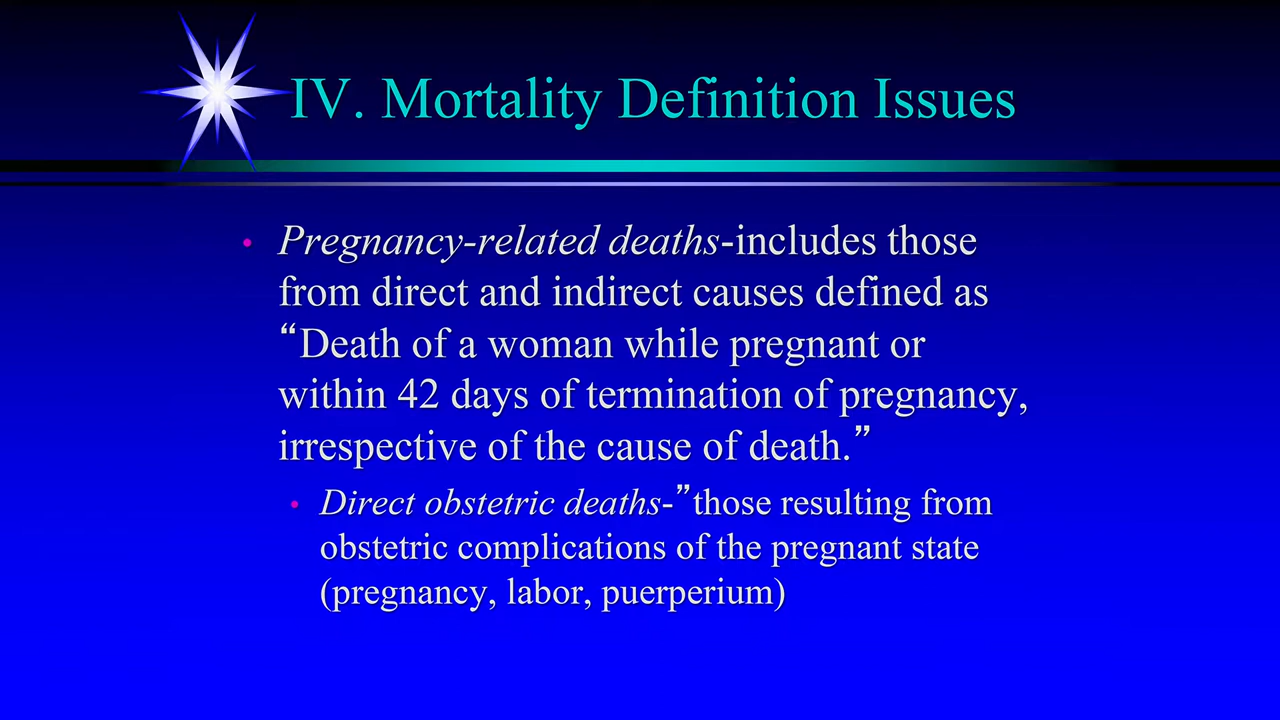 IV. Mortality Definition Issues
• Pregnancy-related deaths-includes those
from direct and indirect causes defined as
“Death of a woman while pregnant or
within 42 days of termination of pregnancy,
irrespective of the cause of death.”
• Direct obstetric deaths-”those resulting from
obstetric complications of the pregnant state
(pregnancy, labor, puerperium)